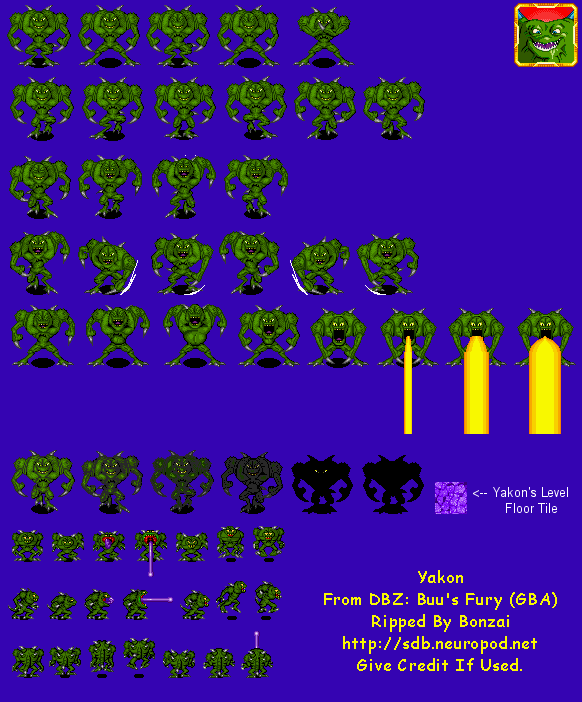 <-- Yakon's Level
Floor Tile
Yakon
From DBZ: Buu's Fury (GBA)
Ripped By Bonzai
http://sdb.neuropod.net
Give Credit If Used.